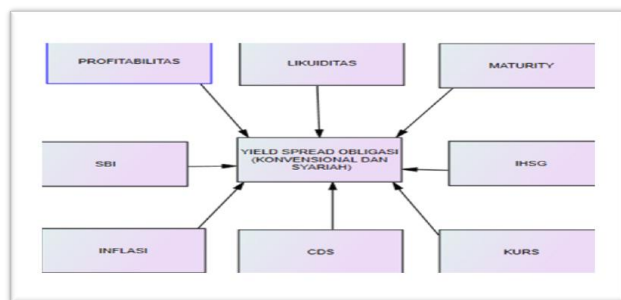 PROFITABILITAS
LIKUIDITAS
MATURITY
SBI
YIELD SPREAD OBLIGASI
(KONVENSIONAL DAN
SYARIAH)
IHSG
INFLASI
CDS
KURS